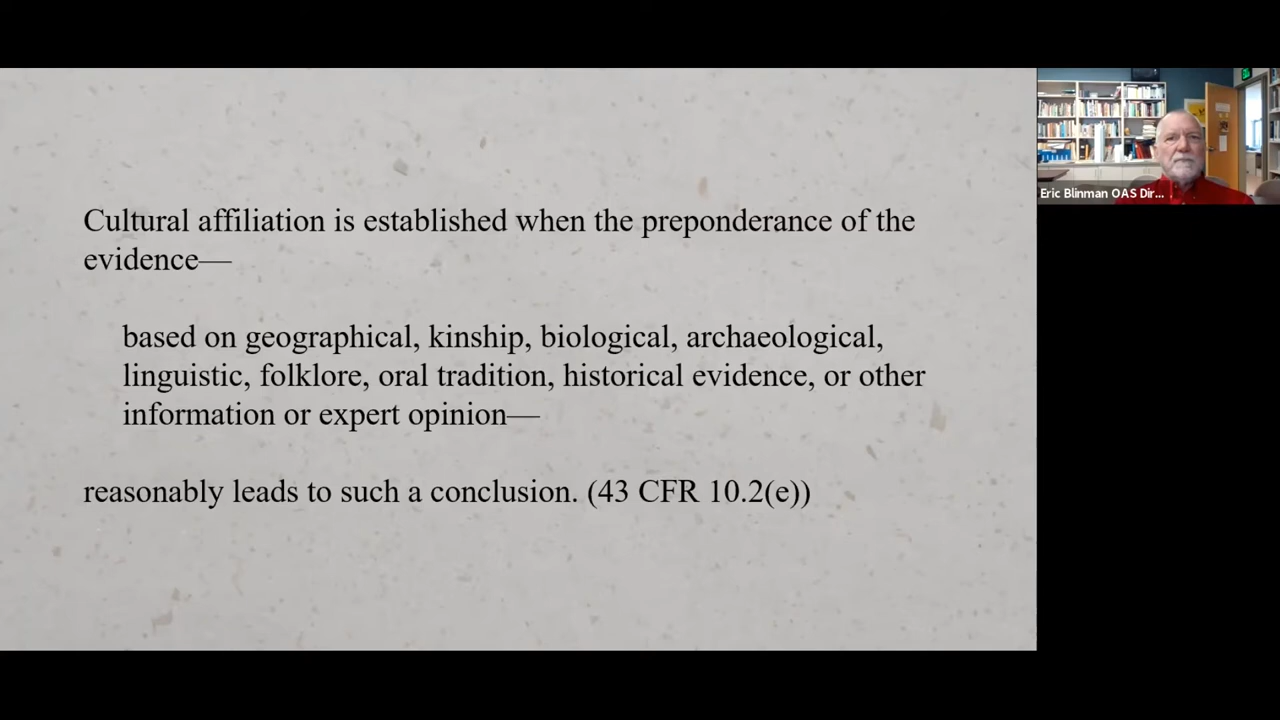 Cultural affiliation is established when the preponderance of the
evidence—
based on geographical, kinship, biological, archaeological,
linguistic, folklore, oral tradition, historical evidence, or other
information or expert opinion—
reasonably leads to such a conclusion. (43 CFR 10.2(e))
Eric Blinman OAS Dir...